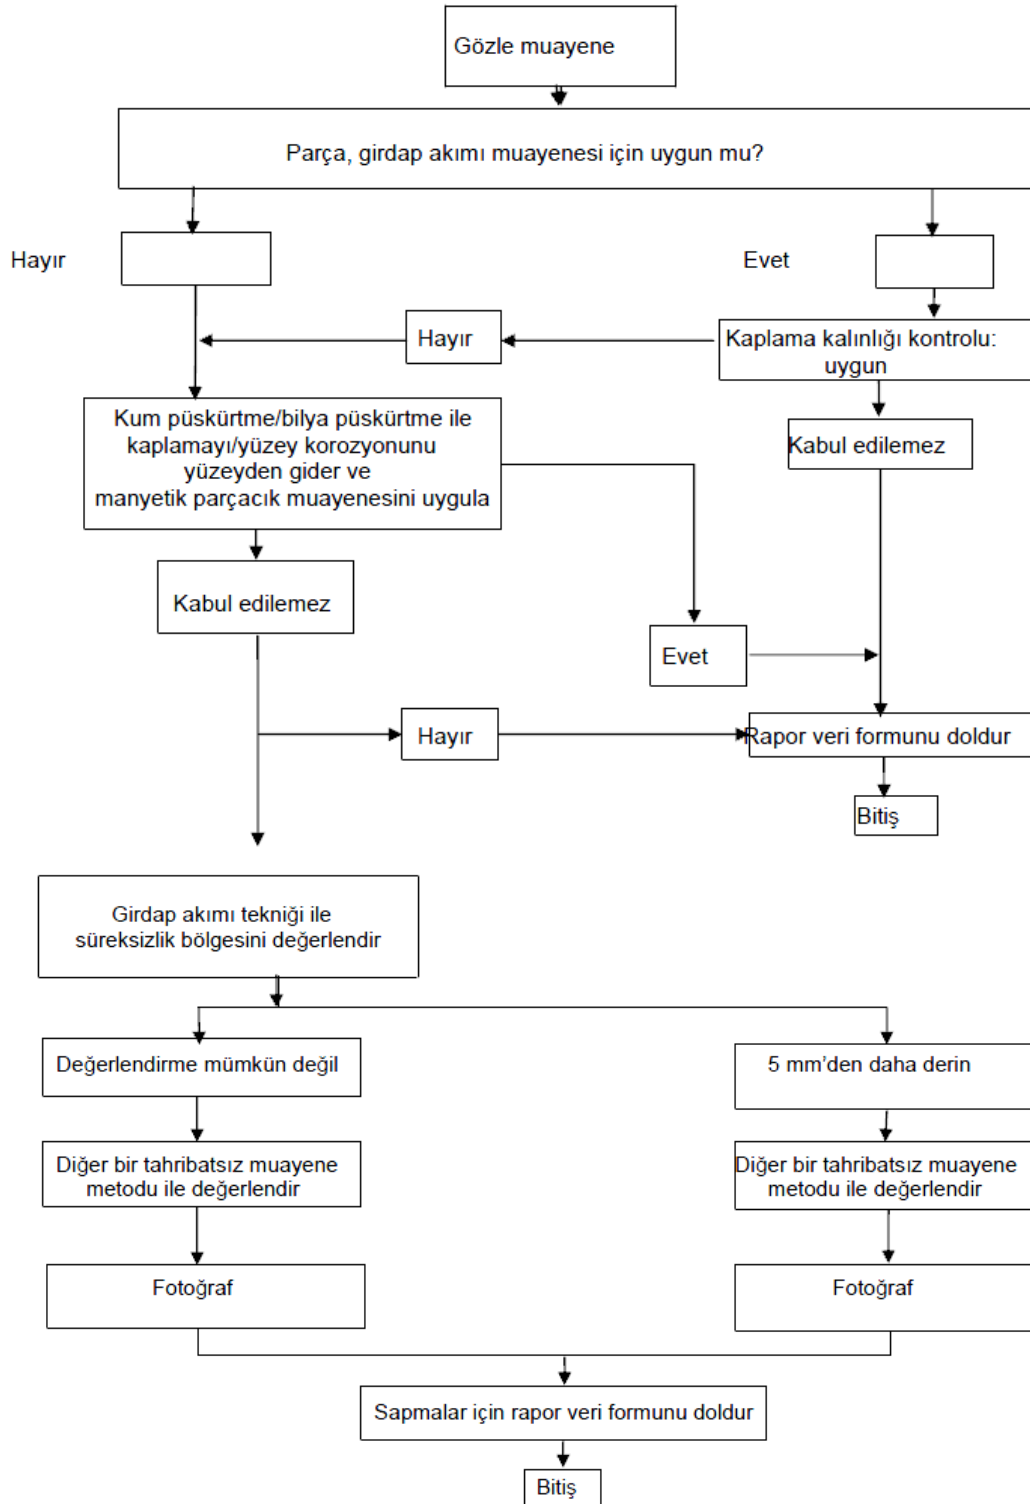 Gözle muayene
Parça, girdap akımı muayenesi için uygun mu?
Hayır
Evet
Hayır
Kaplama kalınlığı kontrolu:
uygun
Kum püskürtme/bilya püskürtme ile
kaplamayı/yüzey korozyonunu
yüzeyden gider ve
manyetik parçacık muayenesini uygula
Kabul edilemez
Kabul edilemez
Evet
Hayır
Rapor veri formunu doldur
Bitiş
Girdap akımı tekniği ile
süreksizlik bölgesini değerlendir
Değerlendirme mümkün değil
5 mm’den daha derin
Diğer bir tahribatsız muayene
metodu ile değerlendir
Diğer bir tahribatsız muayene
metodu ile değerlendir
Fotoğraf
Fotoğraf
Sapmalar için rapor veri formunu doldur
Bitiş